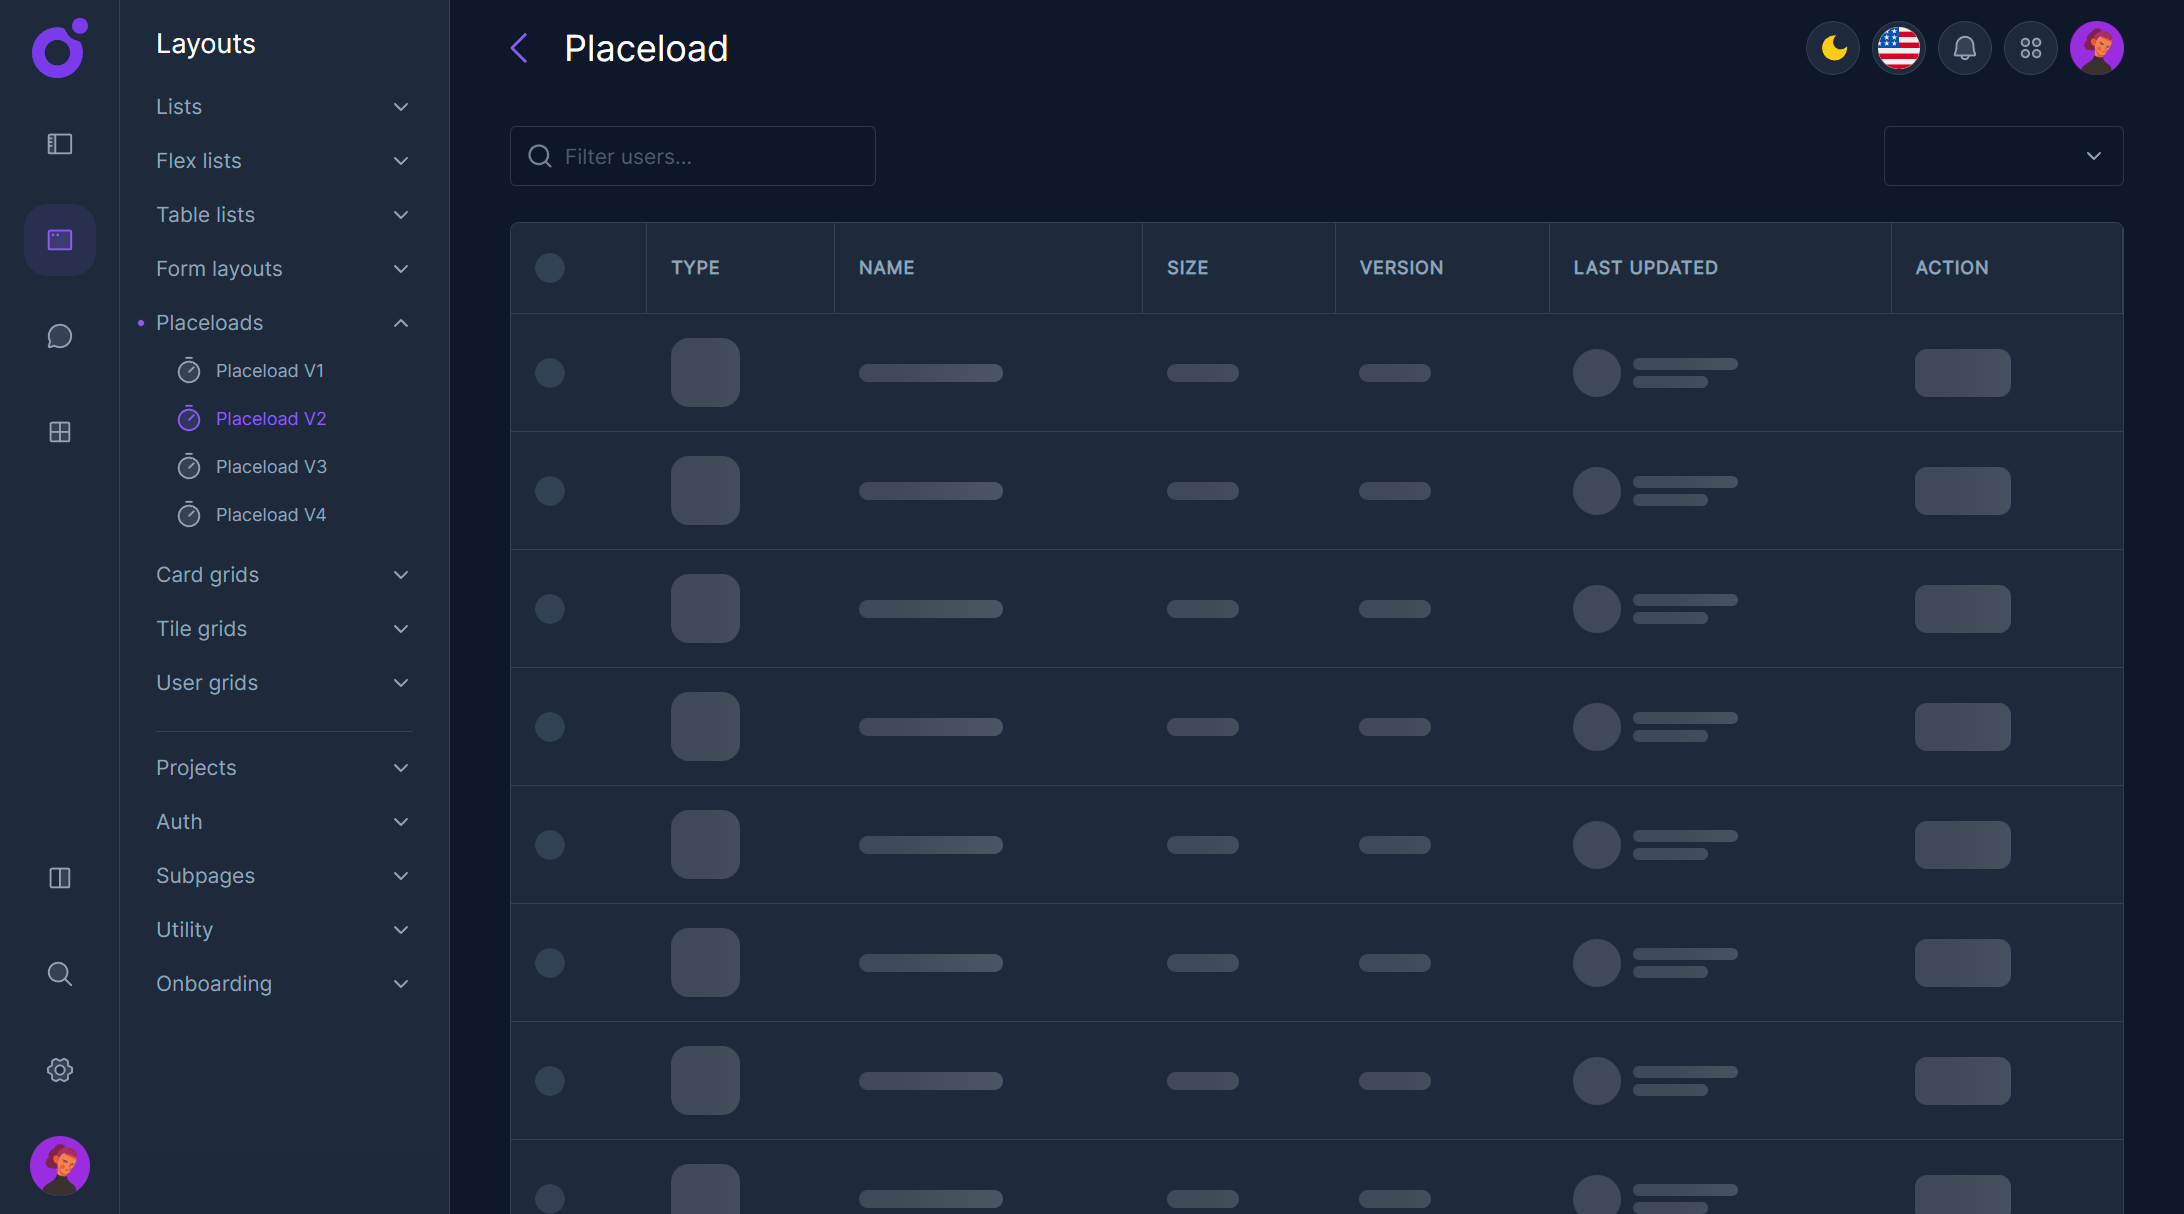 Layouts
Lists
Flex lists
Table lists
Form layouts
Placeloads
Placeload V1
Placeload V2
Placeload V3
Placeload V4
Card grids
Tile grids
User grids
Projects
Auth
Subpages
Utility
Onboarding
Placeload
Filter users...
TYPE NAME SIZE VERSION LAST UPDATED ACTION